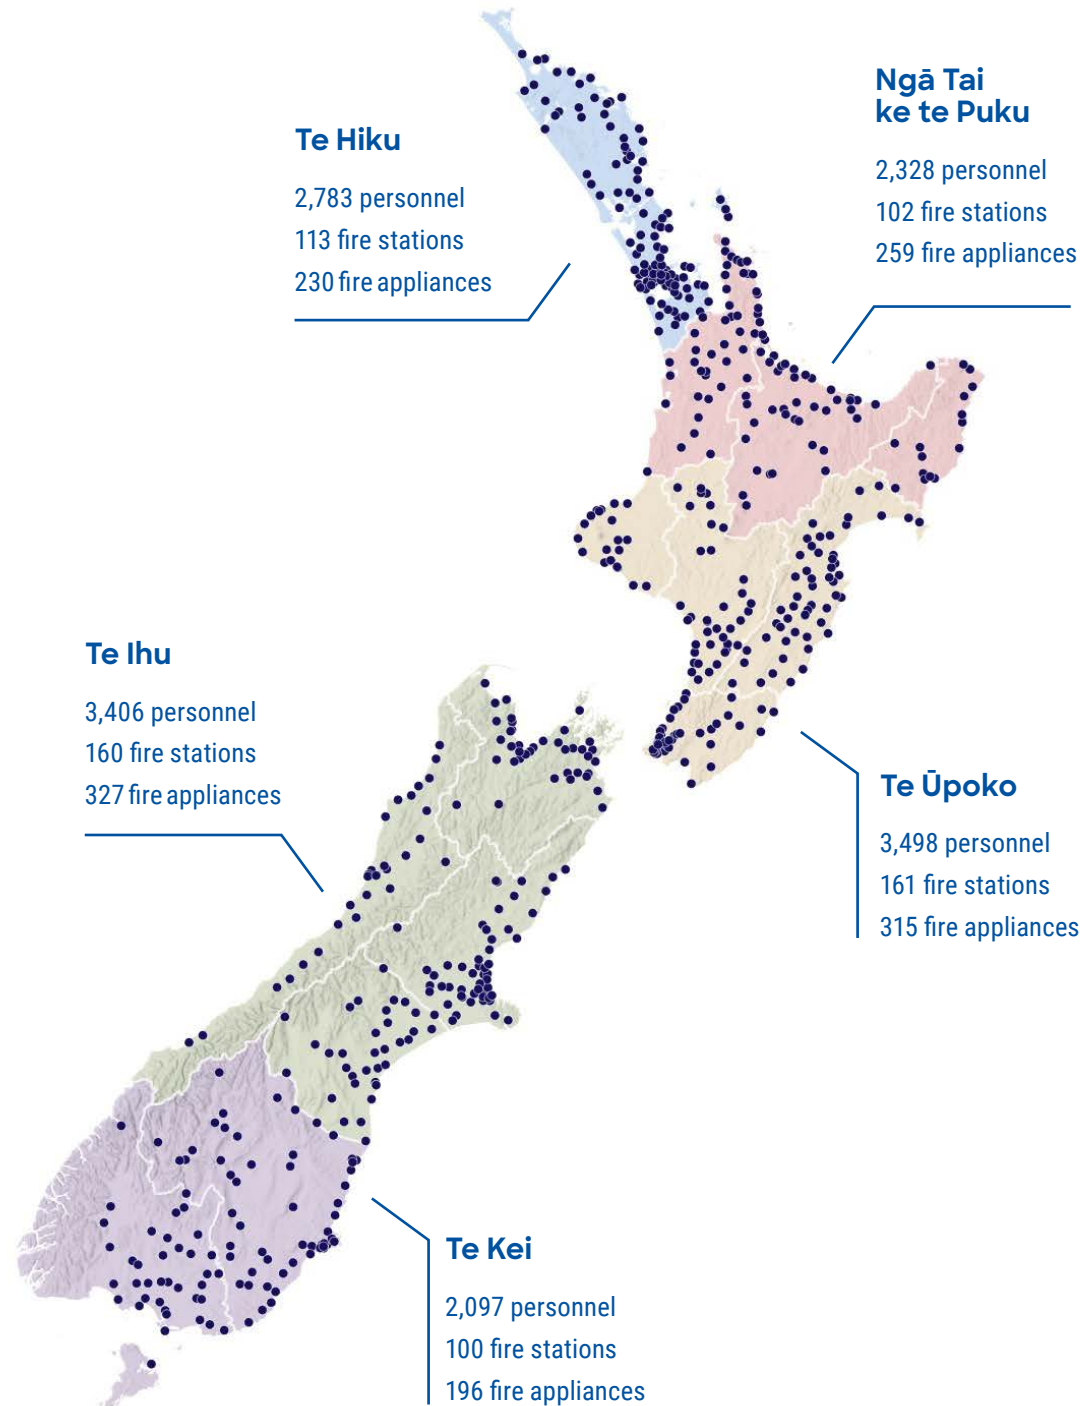 Te Hiku
2,783 personnel
113 fire stations
230 fire appliances
Ngā Tai
ke te Puku
2,328 personnel
102 fire stations
259 fire appliances
Te Ihu
3,406 personnel
160 fire stations
327 fire appliances
Te Ūpoko
3,498 personnel
161 fire stations
315 fire appliances
Te Kei
2,097 personnel
100 fire stations
196 fire appliances